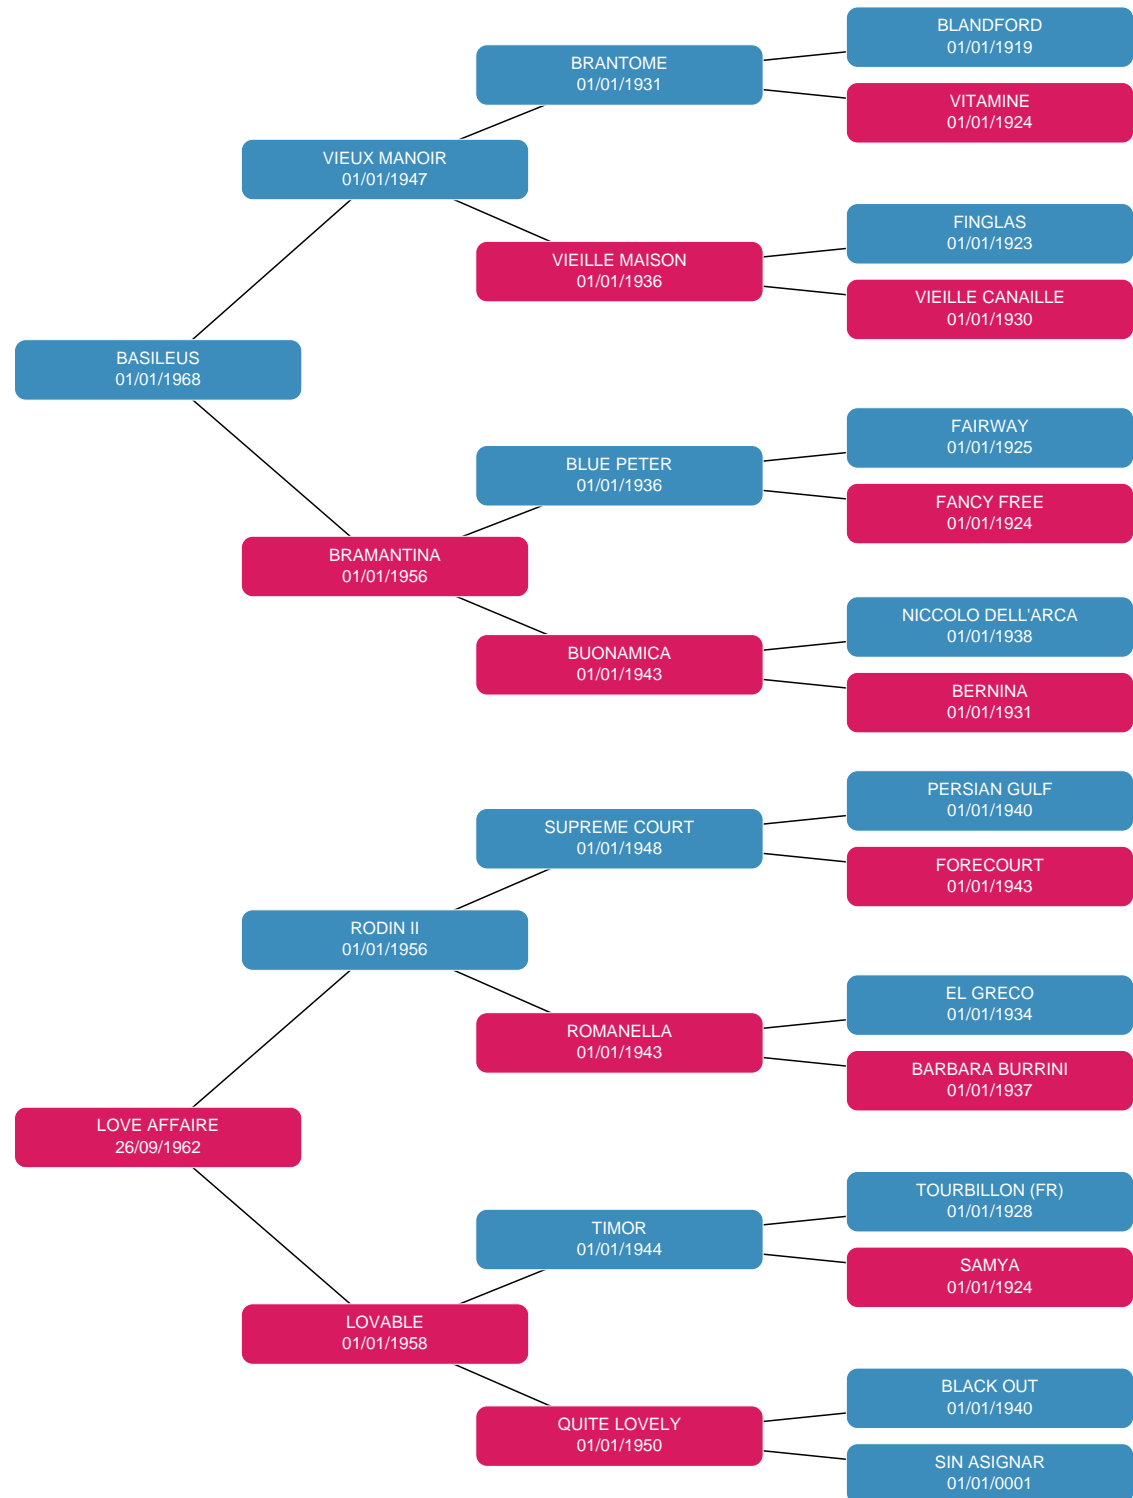 BLANDFORD
01/01/1919
BRANTOME
01/01/1931
VITAMINE
01/01/1924
VIEUX MANOIR
01/01/1947
FINGLAS
01/01/1923
VIEILLE MAISON
01/01/1936
VIEILLE CANAILLE
01/01/1930
BASILEUS
01/01/1968
FAIRWAY
01/01/1925
BLUE PETER
01/01/1936
FANCY FREE
01/01/1924
BRAMANTINA
01/01/1956
NICCOLO DELL'ARCA
01/01/1938
BUONAMICA
01/01/1943
BERNINA
01/01/1931
PERSIAN GULF
01/01/1940
SUPREME COURT
01/01/1948
FORECOURT
01/01/1943
RODIN II
01/01/1956
EL GRECO
01/01/1934
ROMANELLA
01/01/1943
BARBARA BURRINI
01/01/1937
LOVE AFFAIRE
26/09/1962
TOURBILLON (FR)
01/01/1928
TIMOR
01/01/1944
SAMYA
01/01/1924
LOVABLE
01/01/1958
BLACK OUT
01/01/1940
QUITE LOVELY
01/01/1950
SIN ASIGNAR
01/01/0001